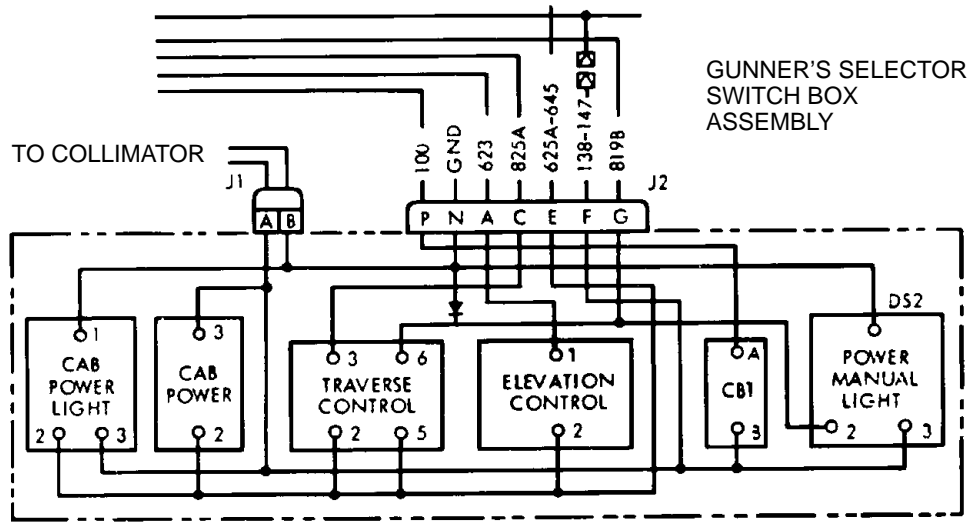 GUNNER'S SELECTOR
SWITCH BOX
ASSEMBLY
TO COLLIMATOR
J1
A B
100
GND
623
825A
625A-645
138-147
819B
J2
P N A C E F G
DS2
1
CAB
POWER
LIGHT
2 3
3
CAB
POWER
2
3 6
TRAVERSE
CONTROL
2 5
1
ELEVATION
CONTROL
2
A
CB1
B
POWER
MANUAL
LIGHT
2 3